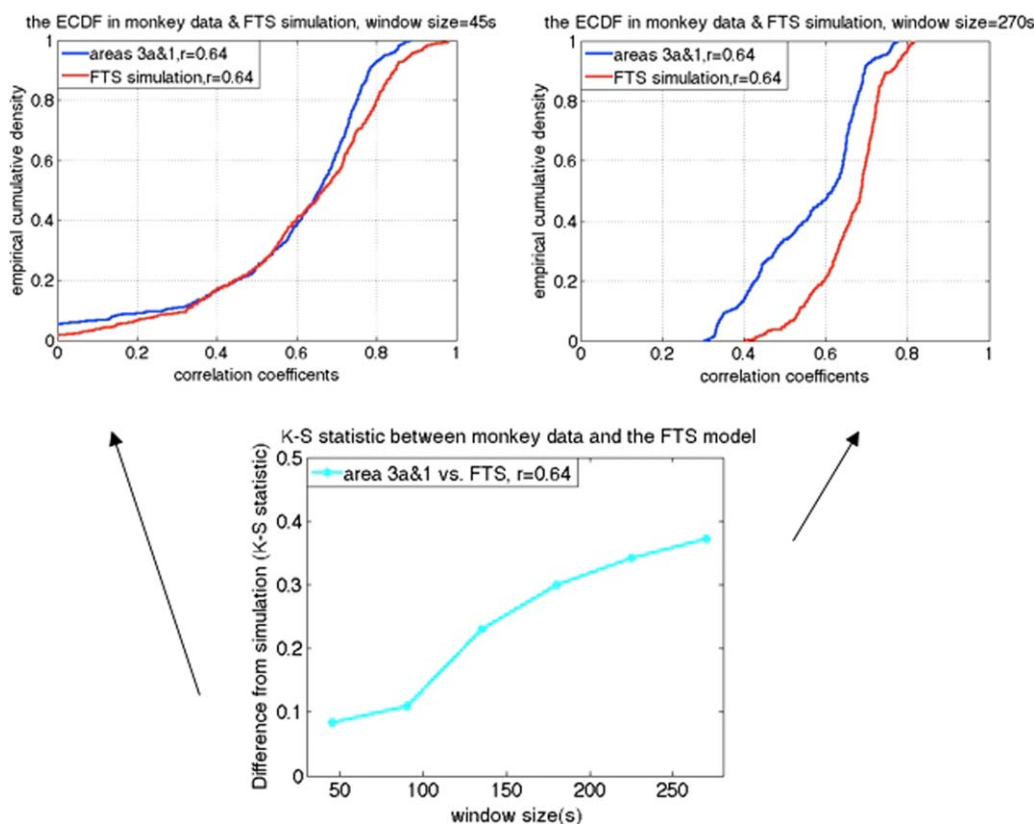 the ECDF in monkey data & FTS simulation, window size=45s
areas 3a&1,r=0.64
FTS simulation,r=0.64
empirical cumulative density
1
0.8
0.6
0.4
0.2
0
0 0.2 0.4 0.6 0.8 1
correlation coefficents
the ECDF in monkey data & FTS simulation, window size=270s
areas 3a&1,r=0.64
FTS simulation,r=0.64
empirical cumulative density
1
0.8
0.6
0.4
0.2
0
0 0.2 0.4 0.6 0.8 1
correlation coefficents
K-S statistic between monkey data and the FTS model
area 3a&1 vs. FTS, r=0.64
Difference from simulation (K-S statistic)
0.5
0.4
0.3
0.2
0.1
0
50 100 150 200 250
window size(s)